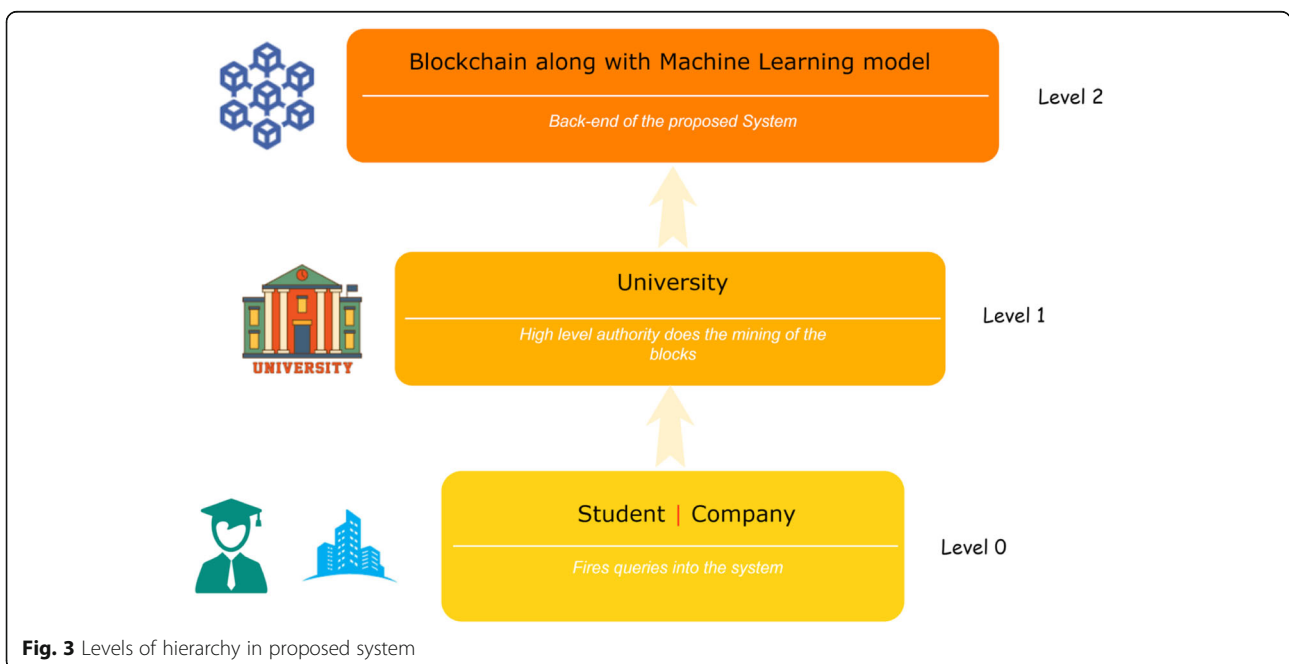 Blockchain along with Machine Learning model
Back-end of the proposed System
Level 2
University
High level authority does the mining of the
blocks
Level 1
UNIVERSITY
Student | Company
Fires queries into the system
Level 0
Fig. 3 Levels of hierarchy in proposed system